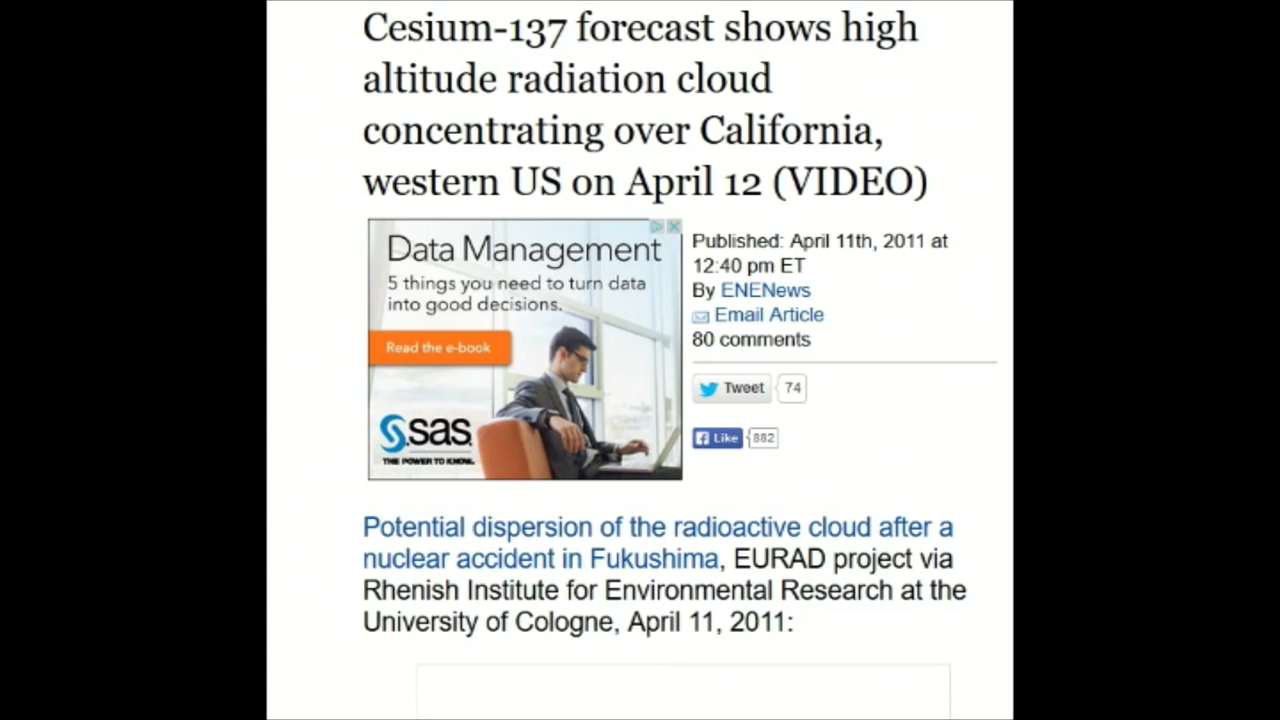 Cesium-137 forecast shows high
altitude radiation cloud
concentrating over California,
western US on April 12 (VIDEO)
Data Management
5 things you need to turn data
into good decisions.
Read the e-book
sas
THE POWER TO KNOW.
Published: April 11th, 2011 at
12:40 pm ET
By ENENews
Email Article
80 comments
Tweet 74
Like 882
Potential dispersion of the radioactive cloud after a
nuclear accident in Fukushima, EURAD project via
Rhenish Institute for Environmental Research at the
University of Cologne, April 11, 2011: